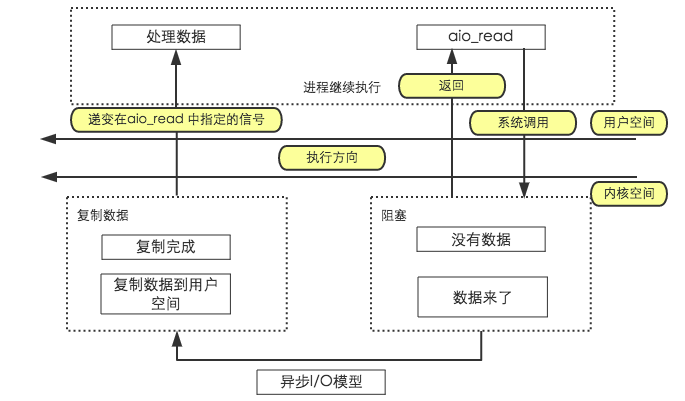 处理数据
aio_read
进程继续执行
返回
递变在aio_read 中指定的信号
系统调用
用户空间
执行方向
内核空间
复制数据
复制完成
复制数据到用户
空间
阻塞
没有数据
数据来了
异步I/O模型